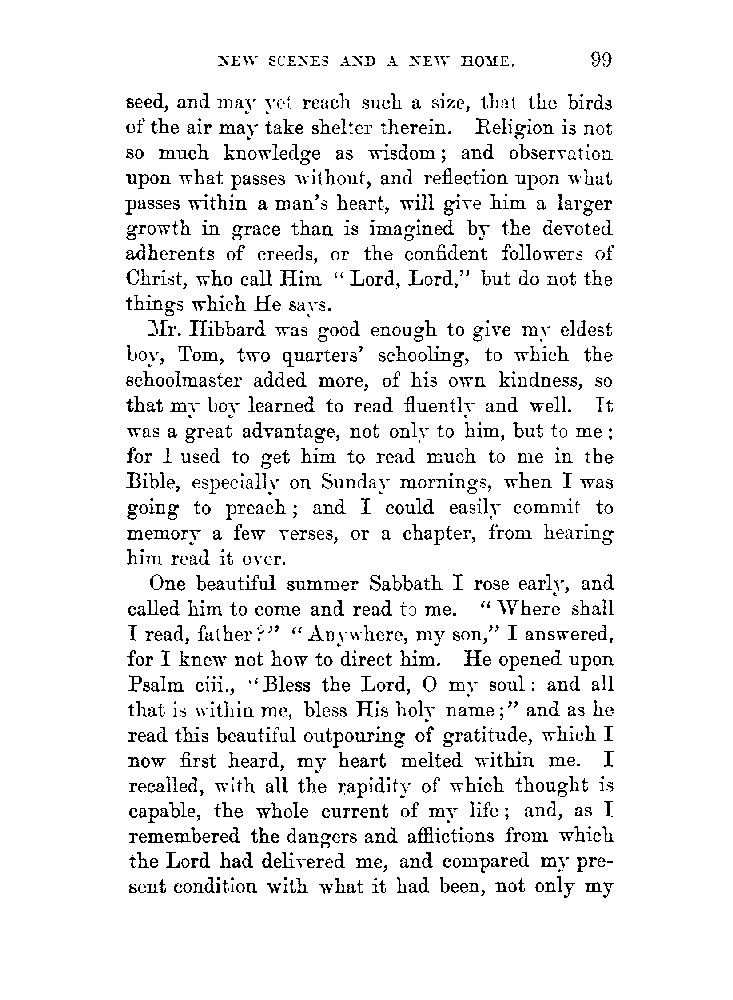 NEW SCENES AND A NEW HOME. 99
seed, and may yet reach such a size, that the birds
of the air may take shelter therein. Religion is not
so much knowledge as wisdom; and observation
upon what passes without, and reflection upon what
passes within a man's heart, will give him a larger
growth in grace than is imagined by the devoted
adherents of creeds, or the confident followers of
Christ, who call Him "Lord, Lord," but do not the
things which He says.
Mr. Hibbard was good enough to give my eldest
boy, Tom, two quarters' schooling, to which the
schoolmaster added more, of his own kindness, so
that my boy learned to read fluently and well. It
was a great advantage, not only to him, but to me;
for I used to get him to read much to me in the
Bible, especially on Sunday mornings, when I was
going to preach; and I could easily commit to
memory a few verses, or a chapter, from hearing
him read it over.
One beautiful summer Sabbath I rose early, and
called him to come and read to me. "Where shall
I read, father?" "Anywhere, my son," I answered,
for I knew not how to direct him. He opened upon
Psalm ciii., "Bless the Lord, O my soul: and all
that is within me, bless His holy name;" and as he
read this beautiful outpouring of gratitude, which I
now first heard, my heart melted within me. I
recalled, with all the rapidity of which thought is
capable, the whole current of my life; and, as I
remembered the dangers and afflictions from which
the Lord had delivered me, and compared my pre-
sent condition with what it had been, not only my